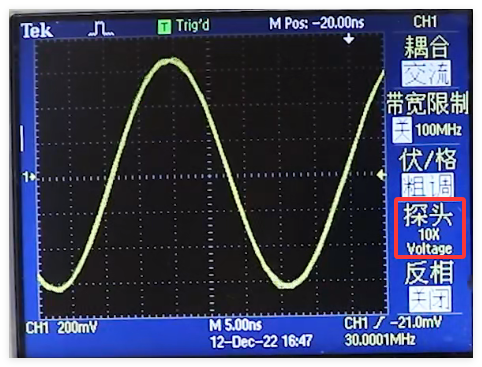 Tek T Trig'd M Pos: -20.00ns CH1
耦合
交流
带宽限制
关 100MHz
伏/格
粗调
探头
10X
Voltage
反相
关闭
1+
CH1 200mV M 5.00ns CH1 -21.0mV
12-Dec-22 16:47 30.0001MHz